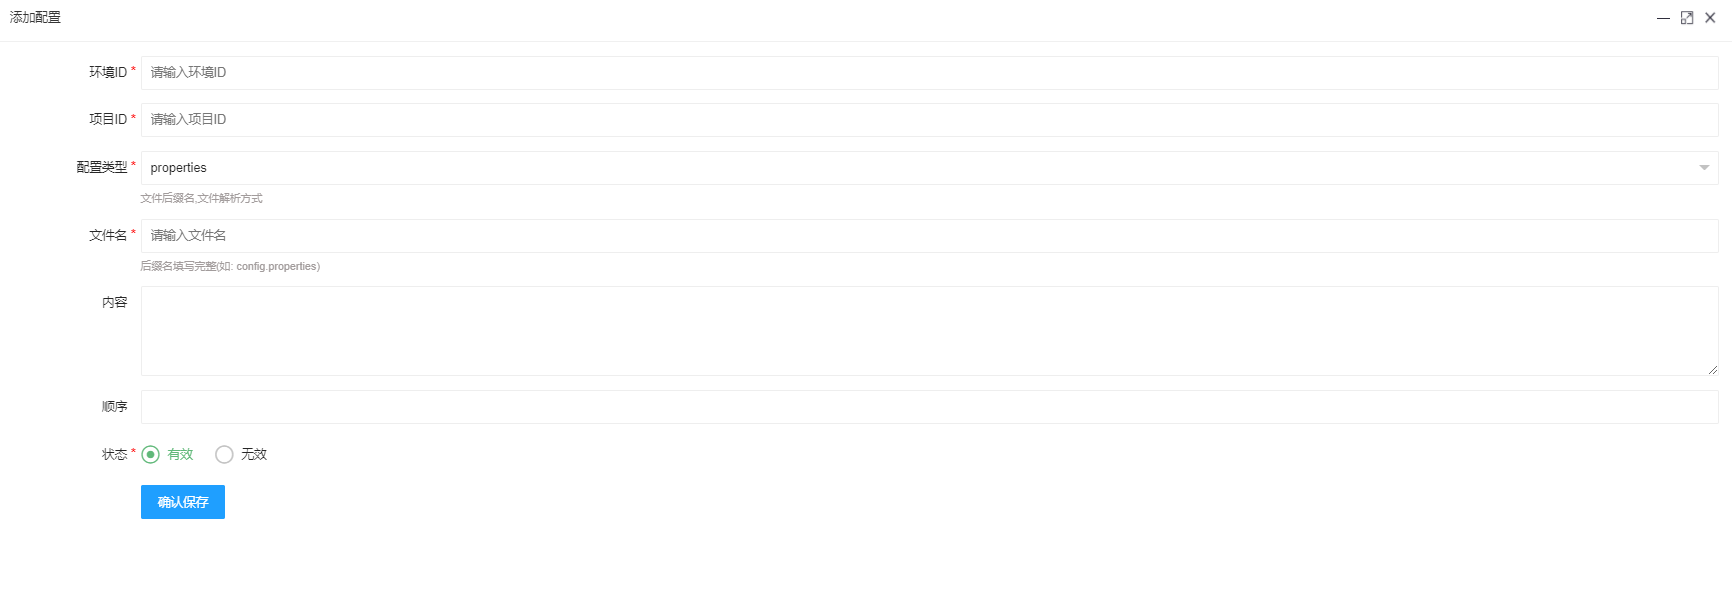 添加配置
环境ID * 请输入环境ID
项目ID * 请输入项目ID
配置类型 * properties
文件后缀名,文件解析方式
文件名 * 请输入文件名
后缀名填写完整(如: config.properties)
内容
顺序
状态 * 有效 无效
确认保存